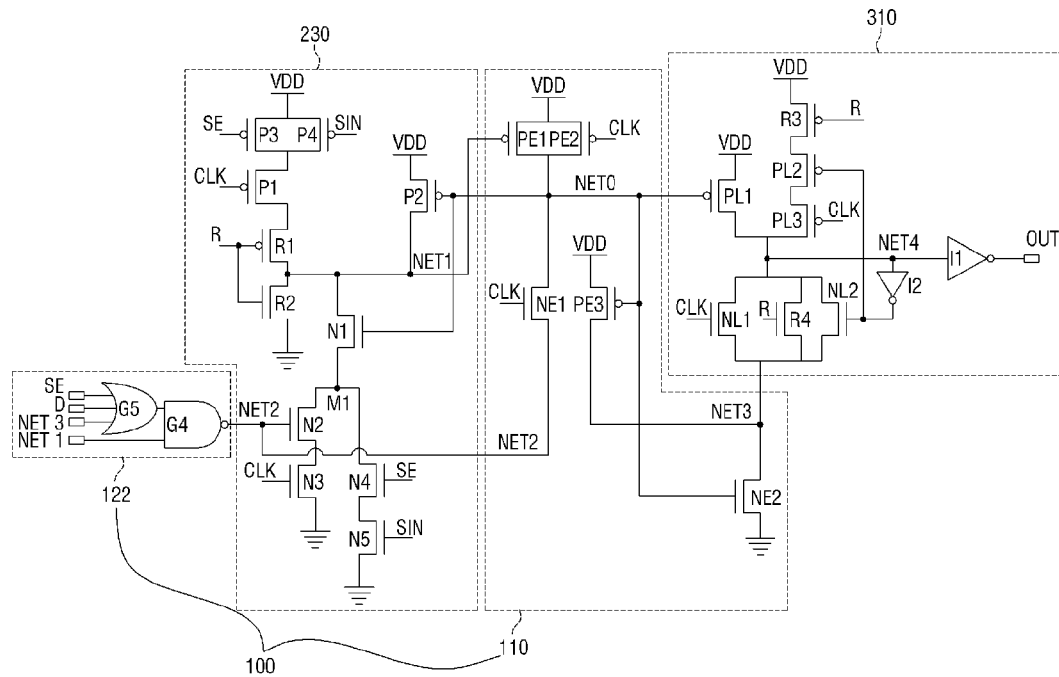 230
310
VDD
VDD
VDD
SE
P3
P4
SIN
PE1
PE2
CLK
R3
R
VDD
VDD
CLK
P1
P2
NET0
PL1
PL2
PL3
CLK
R
R1
VDD
NET4
OUT
NET1
I1
R2
CLK
NE1
PE3
I2
NL2
CLK
NL1
R
R4
N1
SE
D
NET 3
NET 1
G5
G4
NET2
M1
N2
NET2
NET3
CLK
N3
N4
SE
NE2
122
N5
SIN
110
100